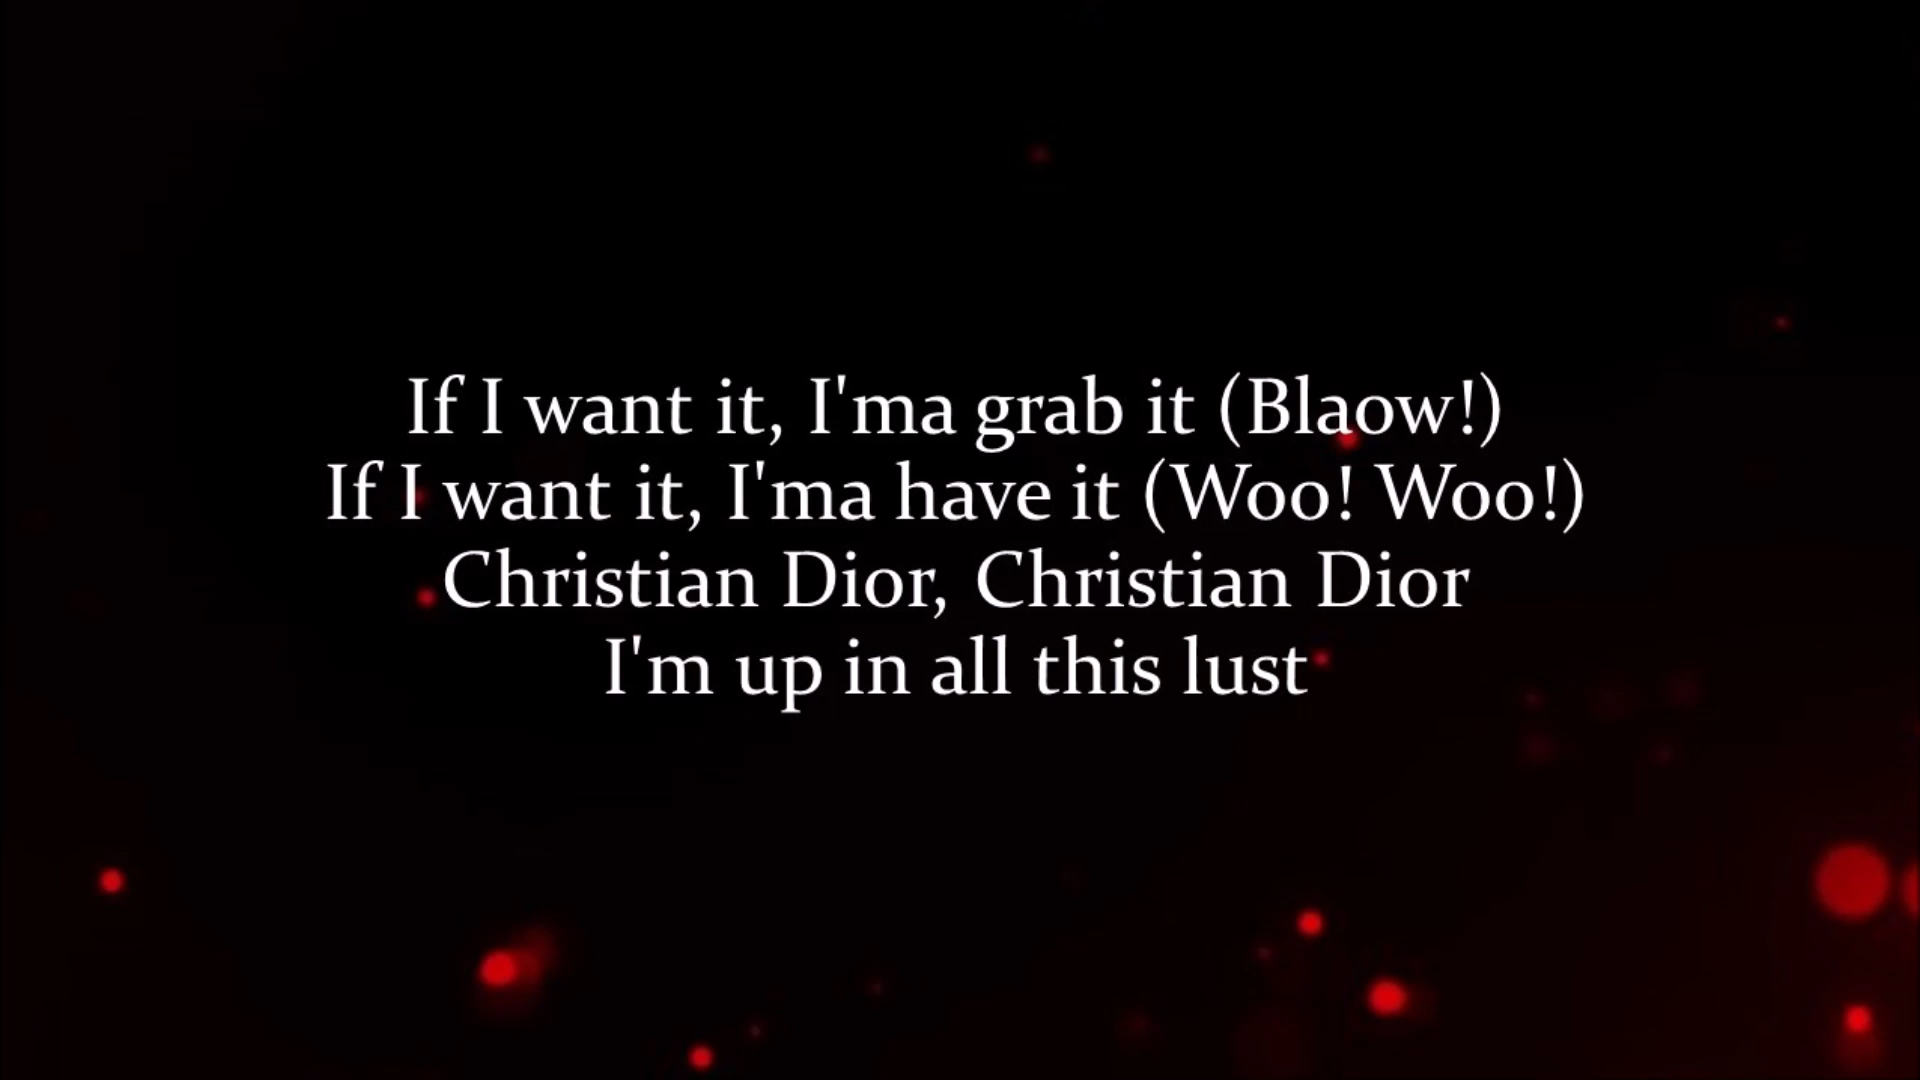 If I want it, I'ma grab it (Blaow!)
If I want it, I'ma have it (Woo! Woo!)
Christian Dior, Christian Dior
I'm up in all this lust